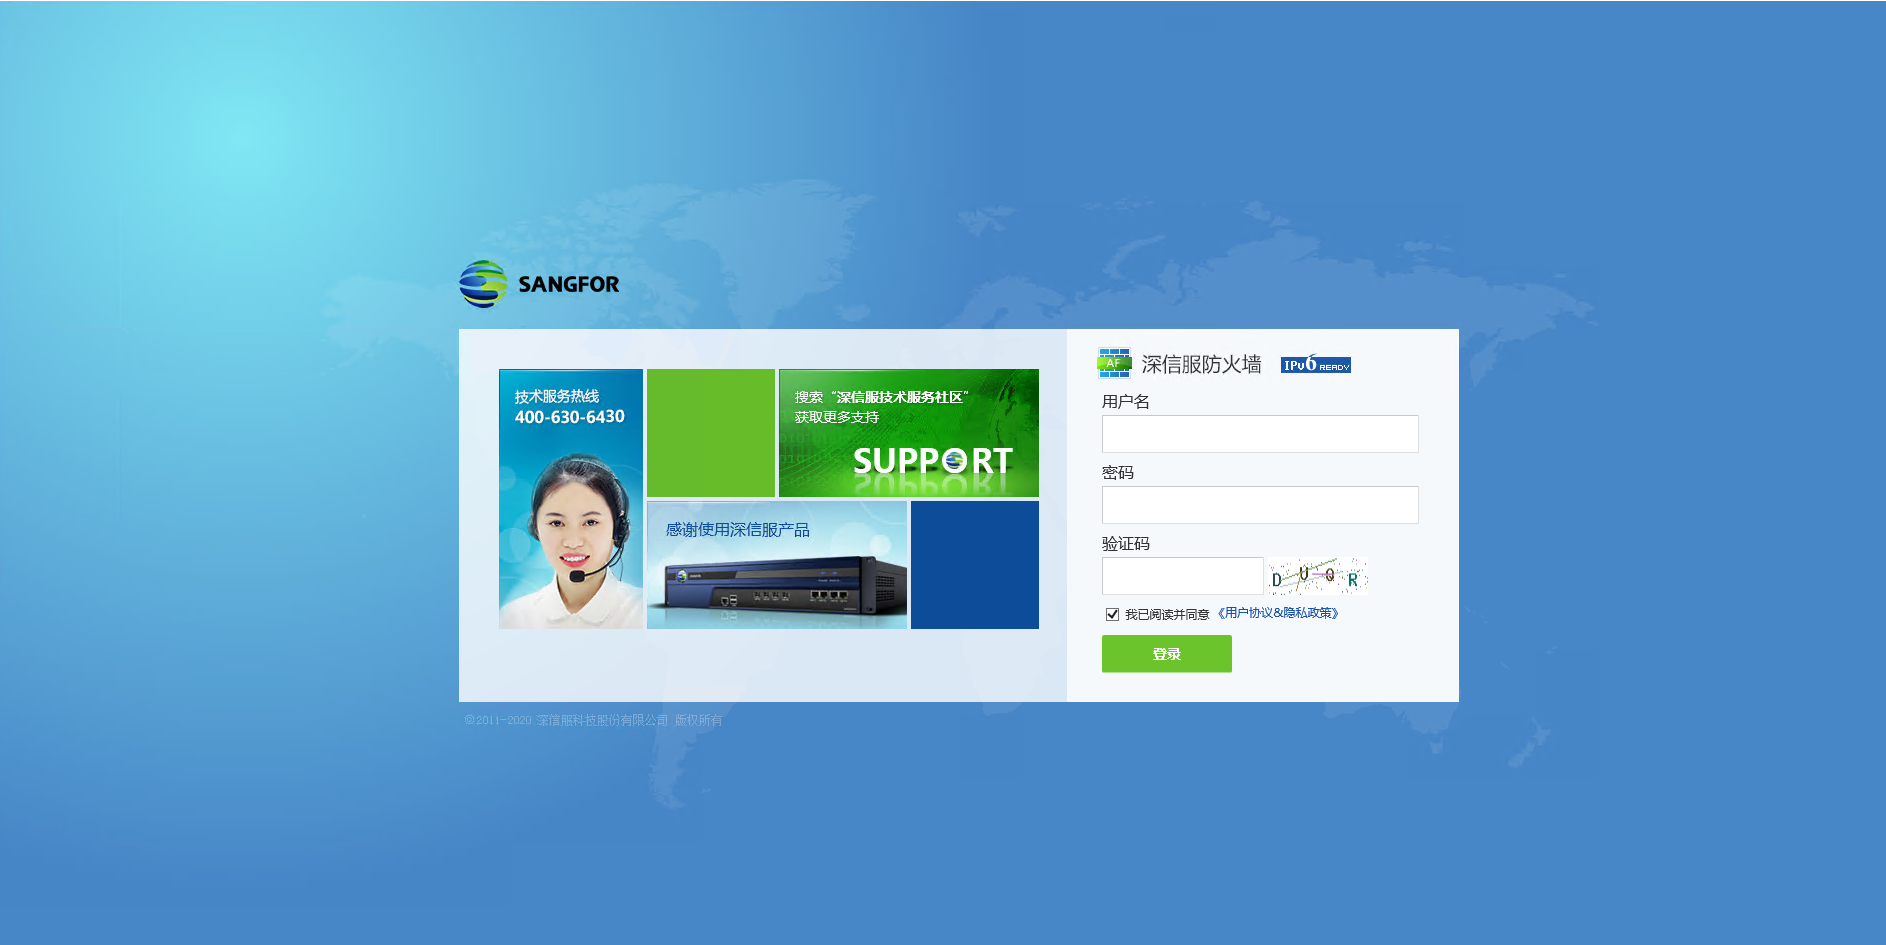 SANGFOR
技术服务热线
400-630-6430
搜索“深信服技术服务社区”
获取更多支持
SUPPORT
感谢使用深信服产品
AF
深信服防火墙
IPv6 READY
用户名
密码
验证码
DUQR
我已阅读并同意 《用户协议&隐私政策》
登录
©2011-2020 深信服科技股份有限公司 版权所有